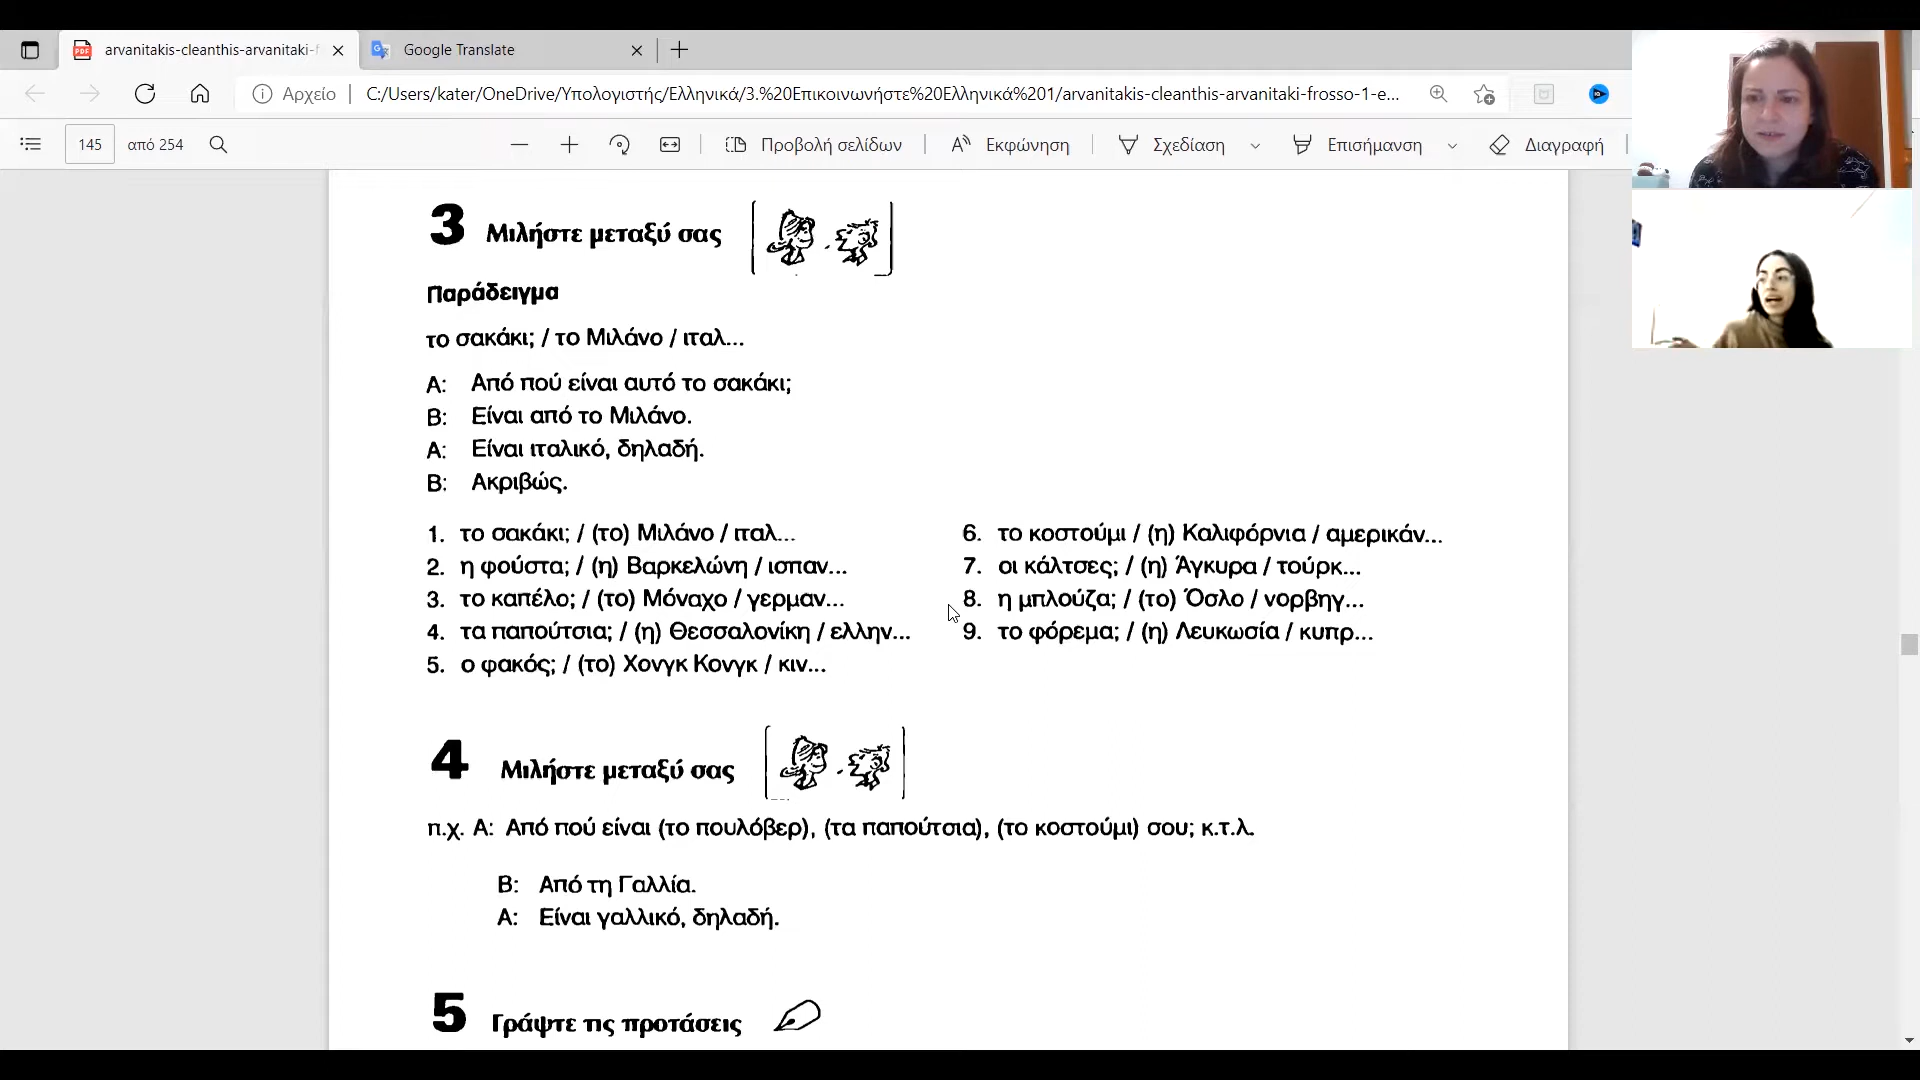 arvanitakis-cleanthis-arvanitaki-f
Google Translate
Αρχείο
C:/Users/kater/OneDrive/Υπολογιστής/Ελληνικά/3.%20Επικοινωνήστε%20Ελληνικά%201/arvanitakis-cleanthis-arvanitaki-frosso-1-e...
145 από 254
Προβολή σελίδων
Εκφώνηση
Σχεδίαση
Επισήμανση
Διαγραφή
3 Μιλήστε μεταξύ σας
Παράδειγμα
το σακάκι; / το Μιλάνο / ιταλ...
Α: Από πού είναι αυτό το σακάκι;
Β: Είναι από το Μιλάνο.
Α: Είναι ιταλικό, δηλαδή.
Β: Ακριβώς.
1. το σακάκι; / (το) Μιλάνο / ιταλ...
2. η φούστα; / (η) Βαρκελώνη / ισπαν...
3. το καπέλο; / (το) Μόναχο / γερμαν...
4. τα παπούτσια; / (η) Θεσσαλονίκη / ελλην...
5. ο φακός; / (το) Χονγκ Κονγκ / κιν...
6. το κοστούμι / (η) Καλιφόρνια / αμερικάν...
7. οι κάλτσες; / (η) Άγκυρα / τούρκ...
8. η μπλούζα; / (το) Όσλο / νορβηγ...
9. το φόρεμα; / (η) Λευκωσία / κυπρ...
4 Μιλήστε μεταξύ σας
π.χ. Α: Από πού είναι (το πουλόβερ), (τα παπούτσια), (το κοστούμι) σου; κ.τ.λ.
Β: Από τη Γαλλία.
Α: Είναι γαλλικό, δηλαδή.
5 Γράψτε τις προτάσεις